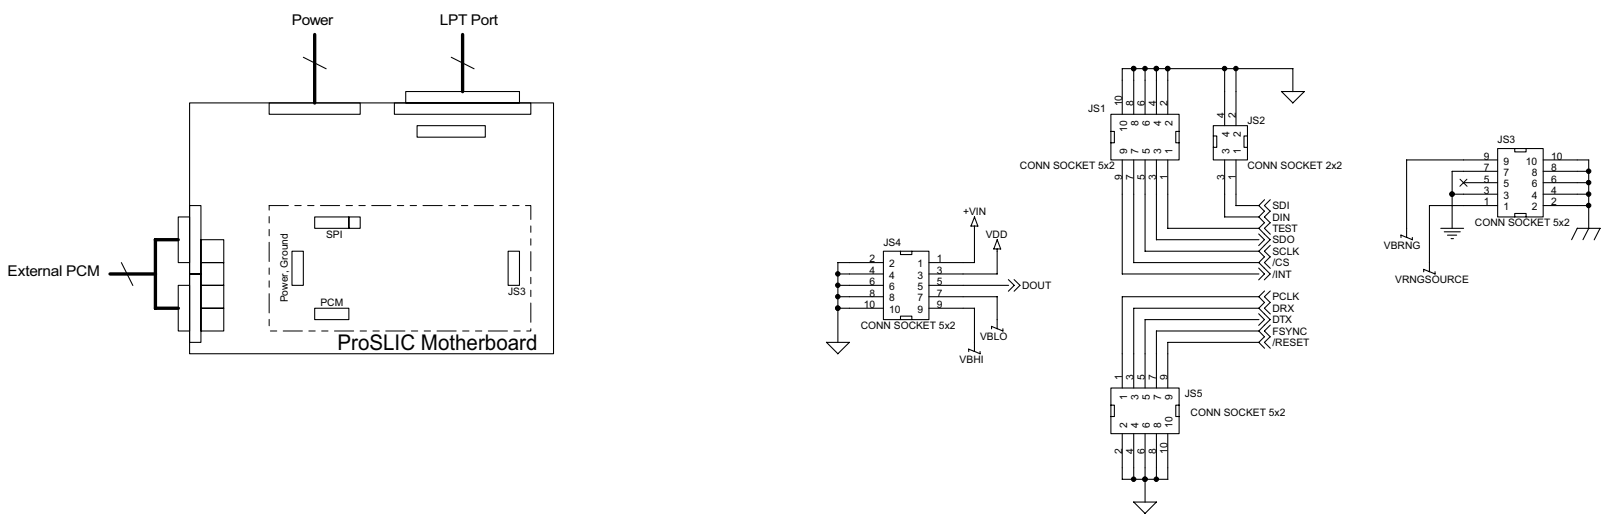 Power
LPT Port
External PCM
SPI
Power, Ground
JS3
PCM
ProSLIC Motherboard
+VIN
VDD
JS4
2 2 1 1
4 4 3 3
6 6 5 5 DOUT
8 8 7 7
10 10 9 9
CONN SOCKET 5x2
VBLO
VBHI
10 8 6 4 2
JS1
10 8 6 4 2
9 7 5 3 1
CONN SOCKET 5x2
9 7 5 3 1
4 2
JS2
4 2
3 1
CONN SOCKET 2x2
3 1
SDI
DIN
TEST
SDO
SCLK
/CS
/INT
PCLK
DRX
DTX
FSYNC
/RESET
1 3 5 7 9
JS5
1 3 5 7 9
CONN SOCKET 5x2
2 4 6 8 10
2 4 6 8 10
JS3
9 9 10 10
7 7 8 8
5 5 6 6
3 3 4 4
1 1 2 2
CONN SOCKET 5x2
VBRNG
VRNGSOURCE